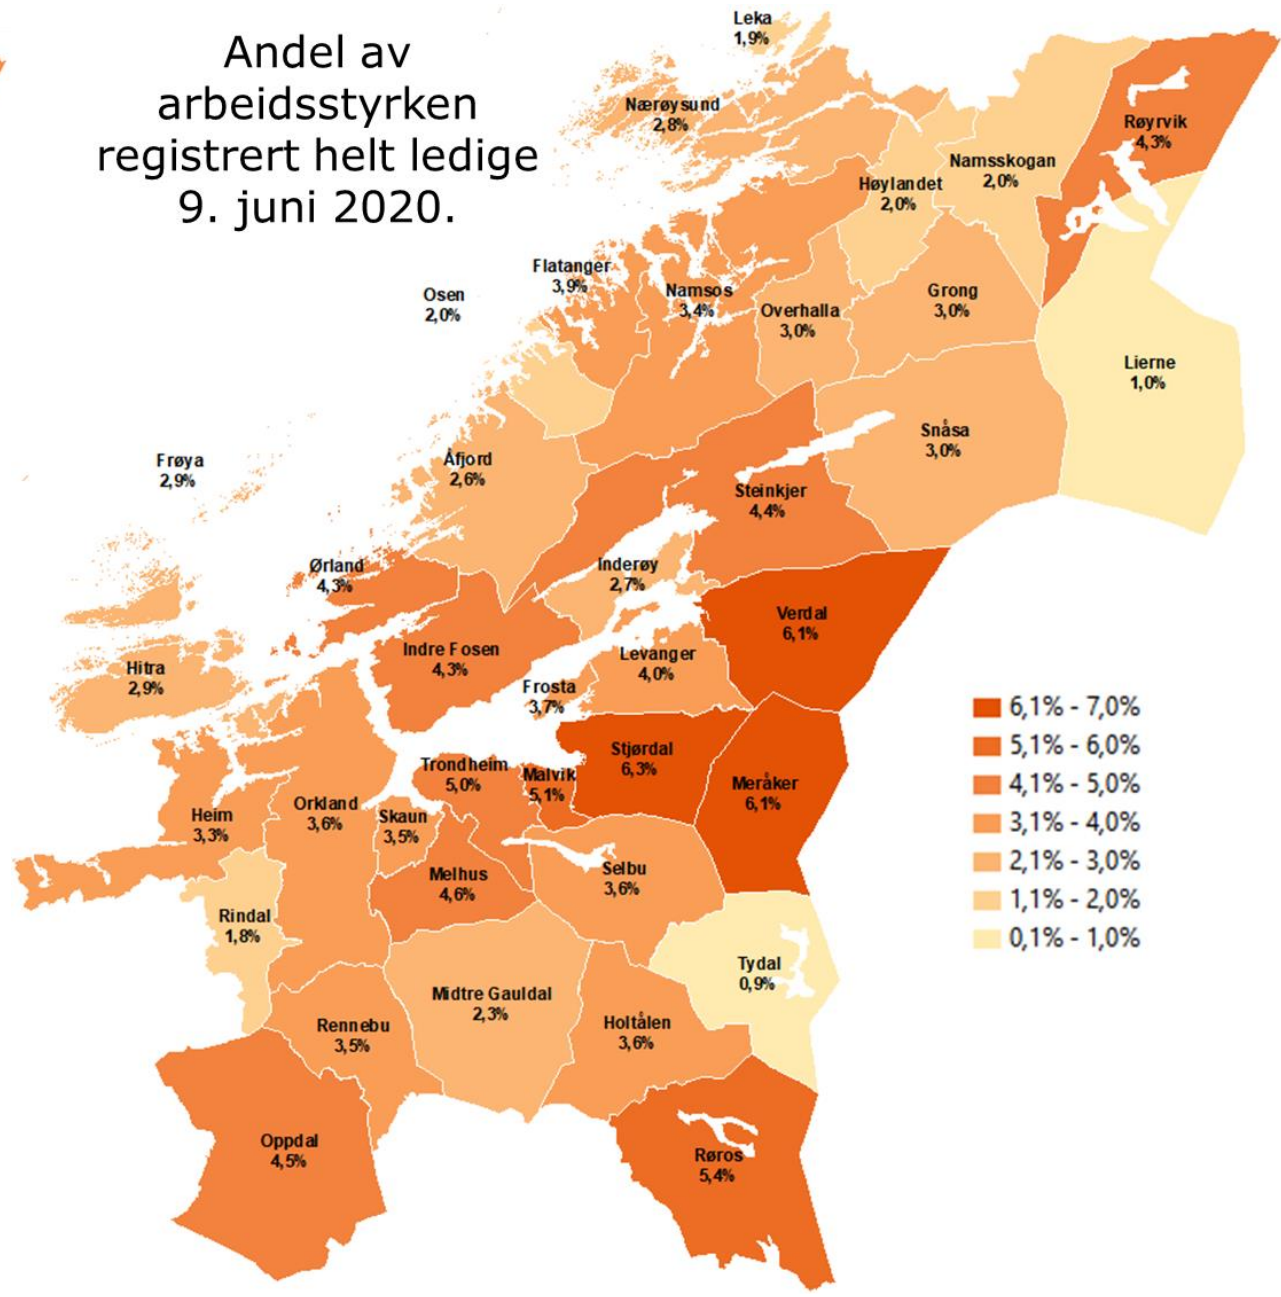 Andel av
arbeidsstyrken
registrert helt ledige
9. juni 2020.
Leka
1,9%
Nærøysund
2,8%
Røyrvik
4,3%
Namsskogan
2,0%
Høylandet
2,0%
Flatanger
3,9%
Osen
2,0%
Namsos
3,4%
Overhalla
3,0%
Grong
3,0%
Lierne
1,0%
Snåsa
3,0%
Frøya
2,9%
Åfjord
2,6%
Steinkjer
4,4%
Ørland
4,3%
Inderøy
2,7%
Verdal
6,1%
Indre Fosen
4,3%
Levanger
4,0%
Hitra
2,9%
Frosta
3,7%
Stjørdal
6,3%
Trondheim
5,0%
Malvik
5,1%
Meråker
6,1%
Orkland
3,6%
Heim
3,3%
Skaun
3,5%
Melhus
4,6%
Selbu
3,6%
Rindal
1,8%
Tydal
0,9%
Midtre Gauldal
2,3%
Rennebu
3,5%
Holtålen
3,6%
Oppdal
4,5%
Røros
5,4%
6,1% - 7,0%
5,1% - 6,0%
4,1% - 5,0%
3,1% - 4,0%
2,1% - 3,0%
1,1% - 2,0%
0,1% - 1,0%